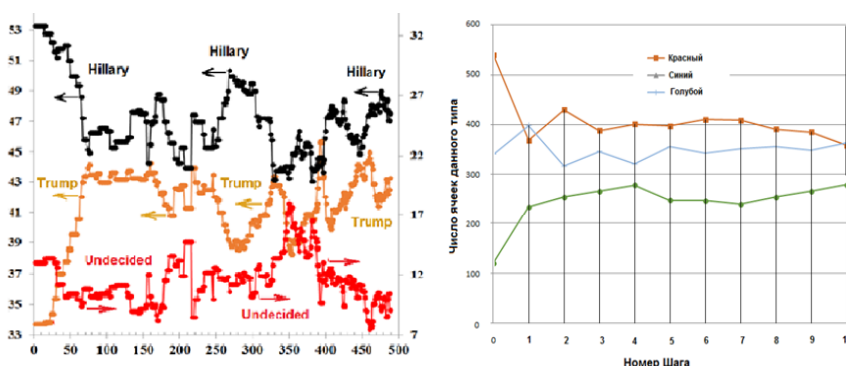 53
51
49
47
45
43
41
39
37
35
33
32
27
22
17
12
7
0 50 100 150 200 250 300 350 400 450 500
Hillary
Hillary
Hillary
Trump
Trump
Trump
Undecided
Undecided
600
500
400
300
200
100
0
Число ячеек данного типа
Красный
Синий
Голубой
0 1 2 3 4 5 6 7 8 9
Номер Шага